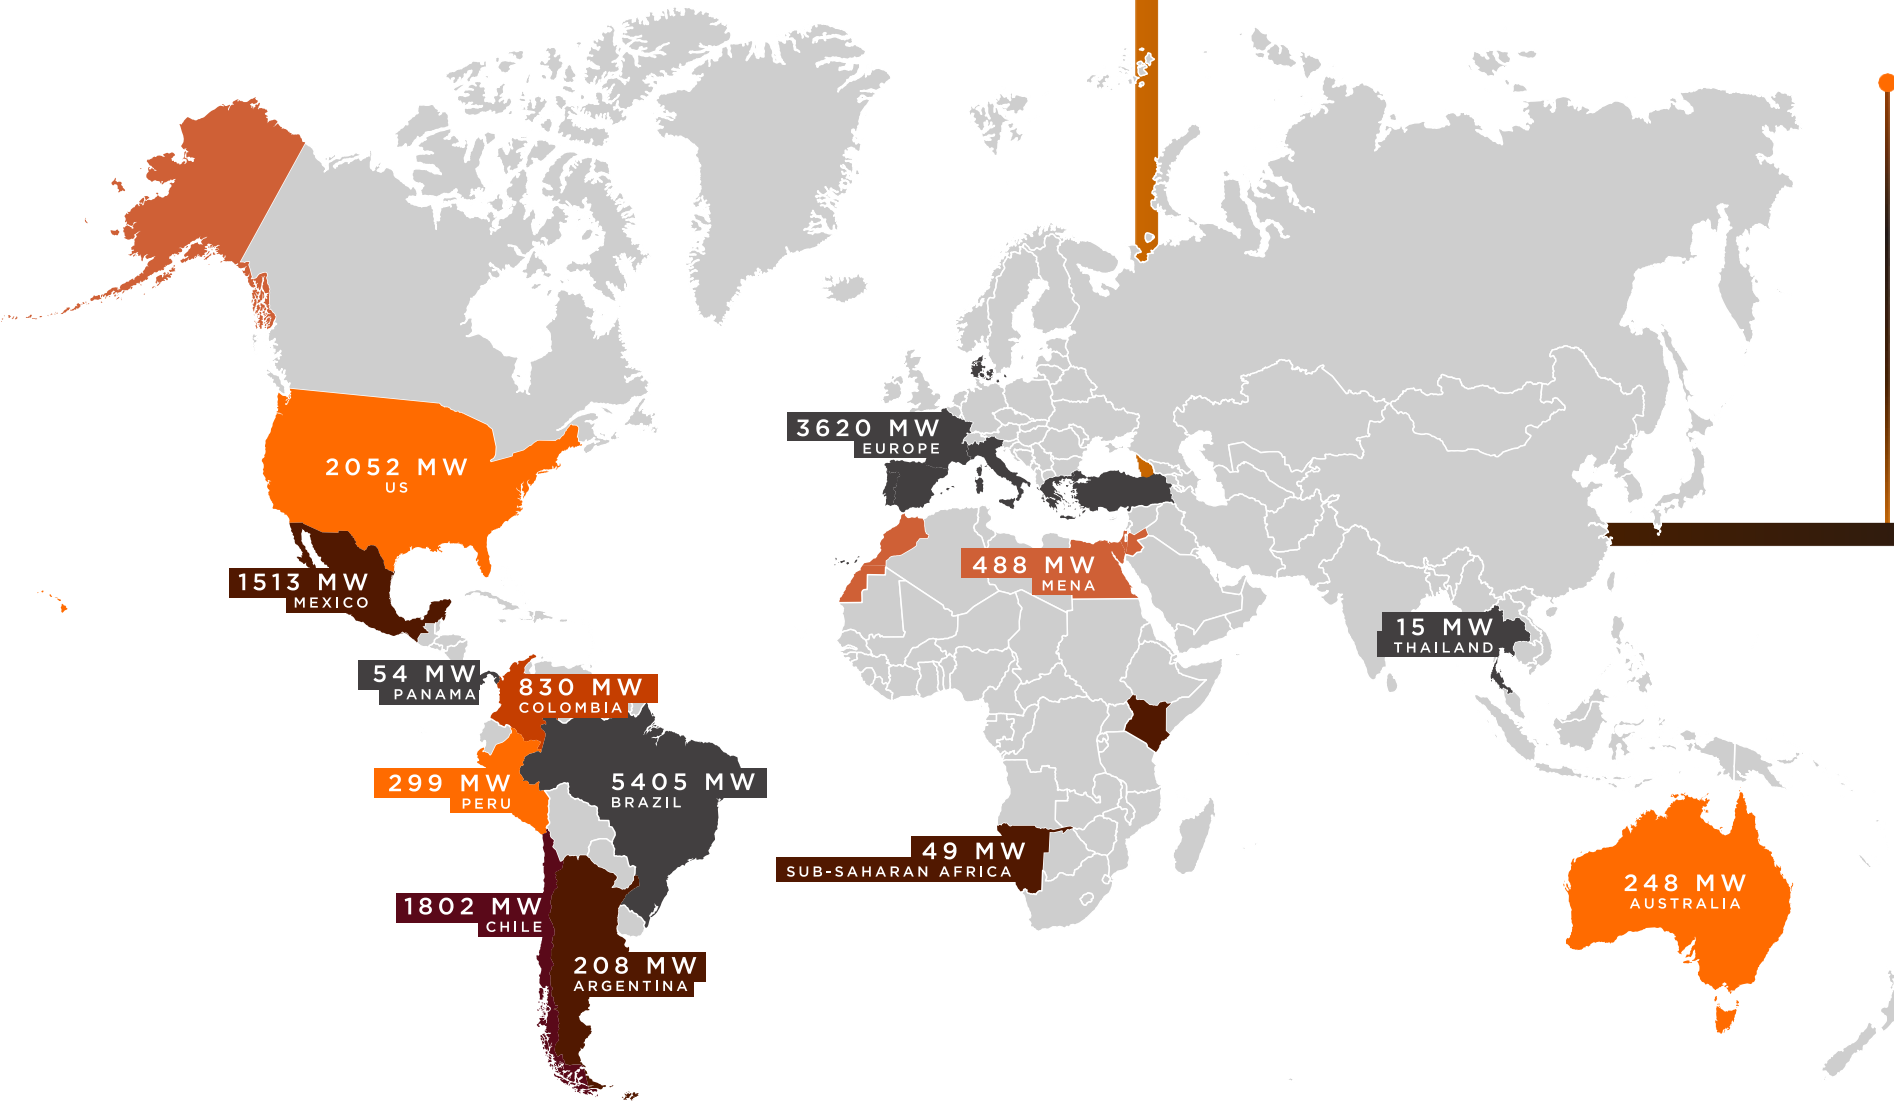 3620 MW
EUROPE
2052 MW
US
488 MW
MENA
1513 MW
MEXICO
15 MW
THAILAND
54 MW
PANAMA
830 MW
COLOMBIA
299 MW
PERU
5405 MW
BRAZIL
49 MW
SUB-SAHARAN AFRICA
248 MW
AUSTRALIA
1802 MW
CHILE
208 MW
ARGENTINA